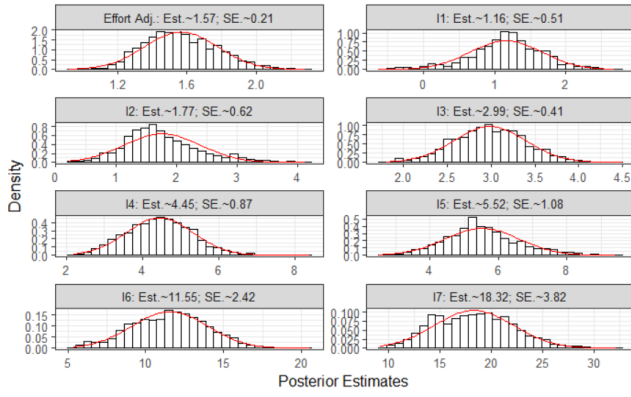 Effort Adj.: Est.~1.57; SE.~0.21
2.0
1.5
1.0
0.5
0.0
1.2 1.6 2.0
I1: Est.~1.16; SE.~0.51
1.00
0.75
0.50
0.25
0.00
0 1 2
I2: Est.~1.77; SE.~0.62
0.8
0.6
0.4
0.2
0.0
0 1 2 3 4
I3: Est.~2.99; SE.~0.41
1.00
0.75
0.50
0.25
0.00
2.0 2.5 3.0 3.5 4.0 4.5
I4: Est.~4.45; SE.~0.87
0.4
0.3
0.2
0.1
0.0
2 4 6 8
I5: Est.~5.52; SE.~1.08
0.5
0.4
0.3
0.2
0.1
0.0
4 6 8
I6: Est.~11.55; SE.~2.42
0.15
0.10
0.05
0.00
5 10 15 20
I7: Est.~18.32; SE.~3.82
0.100
0.075
0.050
0.025
0.000
10 15 20 25 30
Density
Posterior Estimates